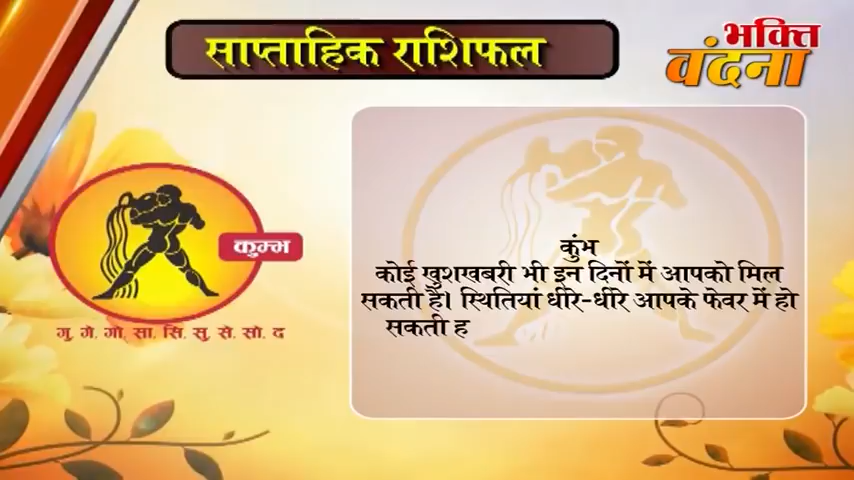 साप्ताहिक राशिफल
भक्ति
वंदना
कुम्भ
गु. गे. गो. सा. सि. सु. से. सो. द
कुंभ
कोई खुशखबरी भी इन दिनों में आपको मिल
सकती है। स्थितियां धीरे-धीरे आपके फेवर में हो
सकती ह